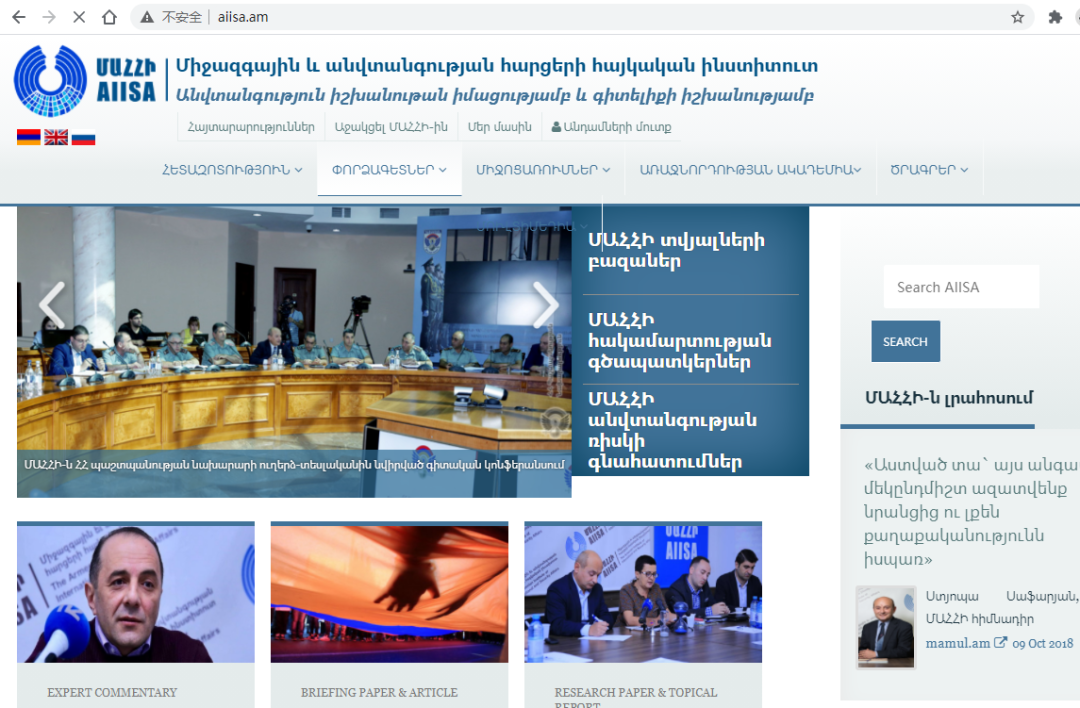 不安全 | aiisa.am
ՄԱՀՀԻ
AIISA
Միջազգային և անվտանգության հարցերի հայկական ինստիտուտ
Անվտանգություն իշխանութան իմացությամբ և գիտելիքի իշխանությամբ
Հայտարարություններ Աջակցել ՄԱՀՀԻ-ին Մեր մասին Անդամների մուտք
ՀԵՏԱԶՈՏՈՒԹՅՈՒՆ ՓՈՐՁԱԳԵՏՆԵՐ ՄԻՋՈՑԱՌՈՒՄՆԵՐ ԱՌԱՋՆՈՐԴՈՒԹՅԱՆ ԱԿԱԴԵՄԻԱ ԾՐԱԳՐԵՐ
ՄԱՀՀԻ տվյալների
բազաներ
ՄԱՀՀԻ
հակամարտության
գծապատկերներ
ՄԱՀՀԻ
անվտանգության
ռիսկի
գնահատումներ
ՄԱՀՀԻ-ն ՀՀ պաշտպանության նախարարի ուղերձ-տեսլականին նվիրված գիտական կոնֆերանսում
Search AIISA
SEARCH
ՄԱՀՀԻ-ն լրահոսում
«Աստված տա՝ այս անգամ
մեկընդմիշտ ազատվենք
նրանցից ու լքեն
քաղաքականությունն
իսպառ»
Ստյոպա Սաֆարյան,
ՄԱՀՀԻ հիմնադիր
mamul.am 09 Oct 2018
AIISA
EXPERT COMMENTARY
BRIEFING PAPER & ARTICLE
RESEARCH PAPER & TOPICAL
REPORT